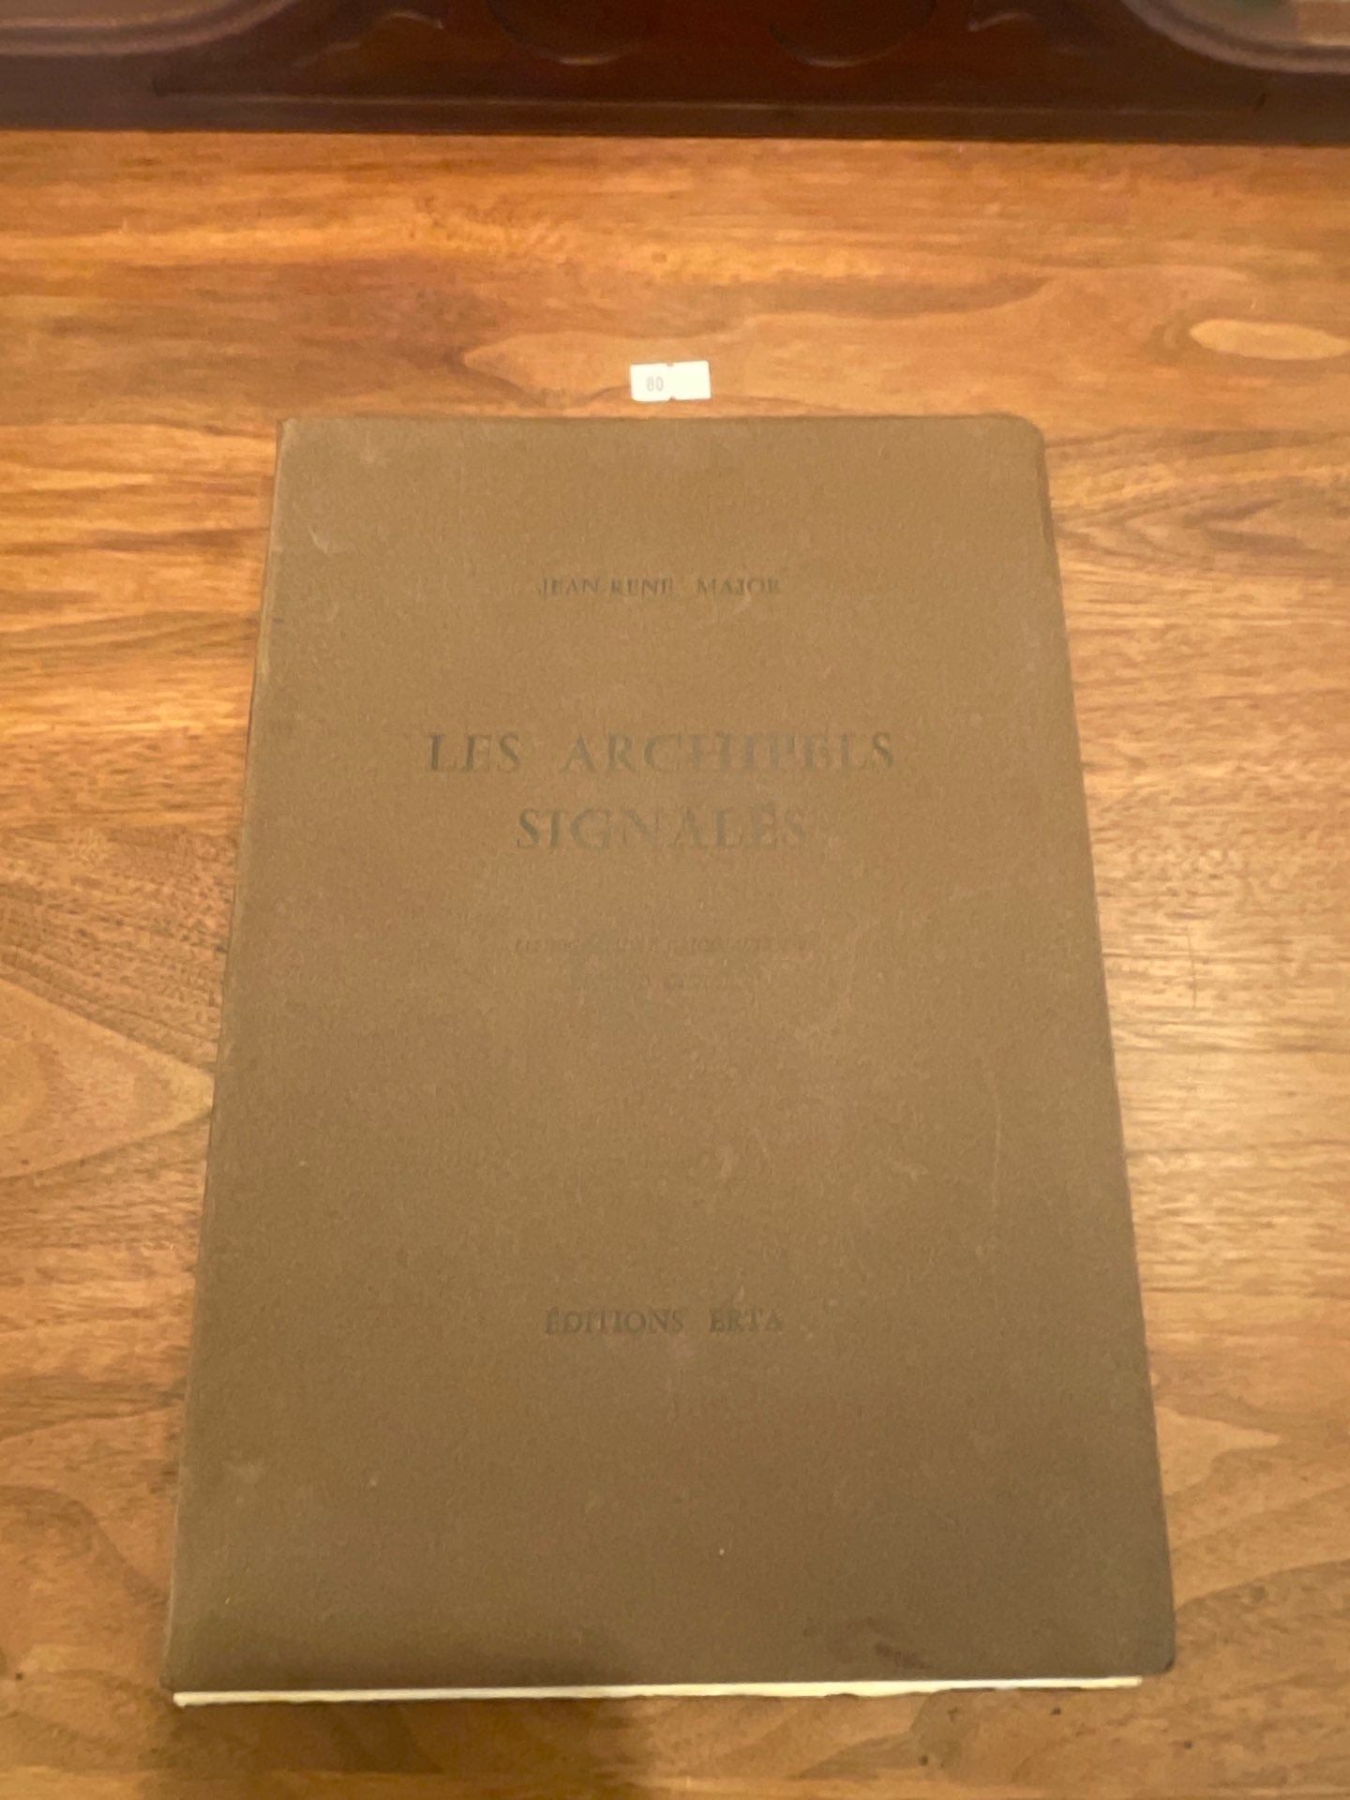 80
JEAN-RENÉ MAJOR
LES ARCHIPELS
SIGNALÉS
ÉDITIONS ERTA